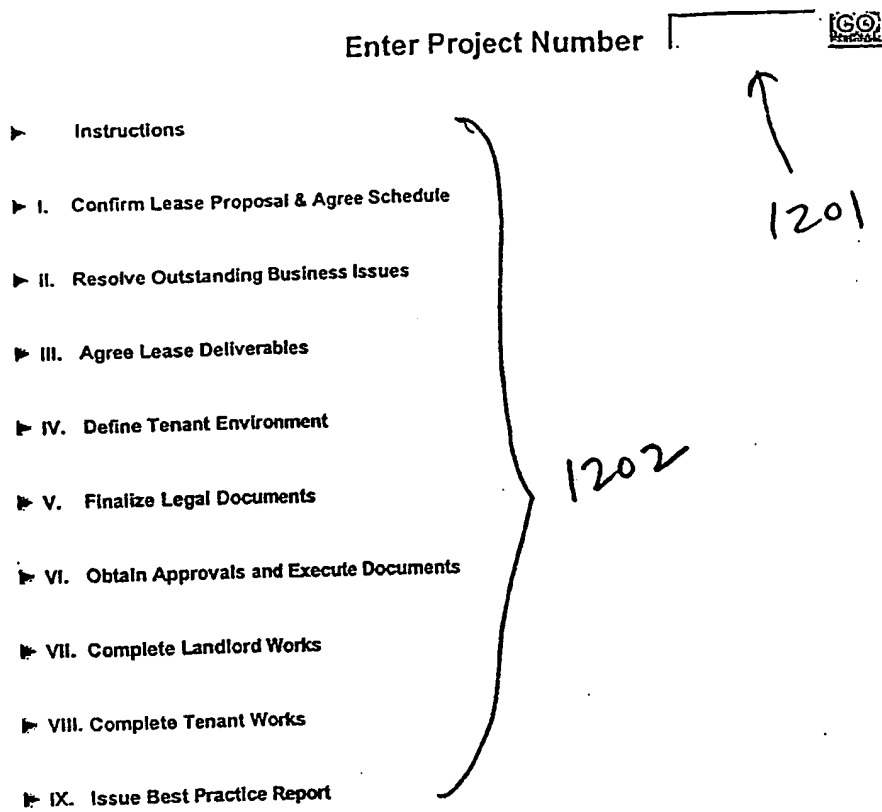 Enter Project Number GO
Instructions
1201
I. Confirm Lease Proposal & Agree Schedule
II. Resolve Outstanding Business Issues
III. Agree Lease Deliverables
IV. Define Tenant Environment
1202
V. Finalize Legal Documents
VI. Obtain Approvals and Execute Documents
VII. Complete Landlord Works
VIII. Complete Tenant Works
IX. Issue Best Practice Report